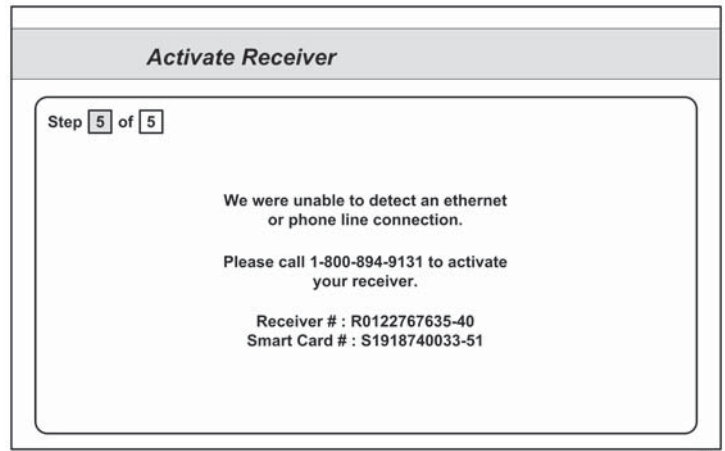 Activate Receiver
Step 5 of 5
We were unable to detect an ethernet
or phone line connection.
Please call 1-800-894-9131 to activate
your receiver.
Receiver # : R0122767635-40
Smart Card # : S1918740033-51